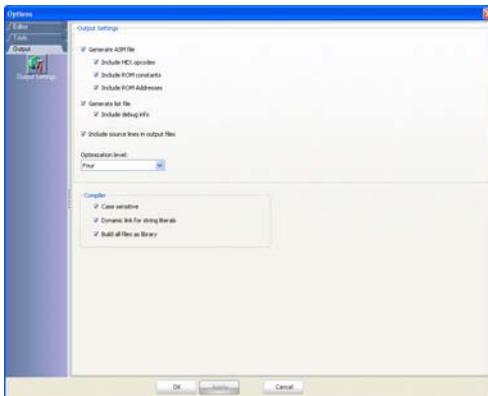 Options
Editor
Tools
Output
Output Settings
Output Settings
Generate ASM file
Include HEX opcodes
Include ROM constants
Include ROM Addresses
Generate list file
Include debug info
Include source lines in output files
Optimization level:
Four
Compiler
Case sensitive
Dynamic link for string literals
Build all files as library
OK
Apply
Cancel